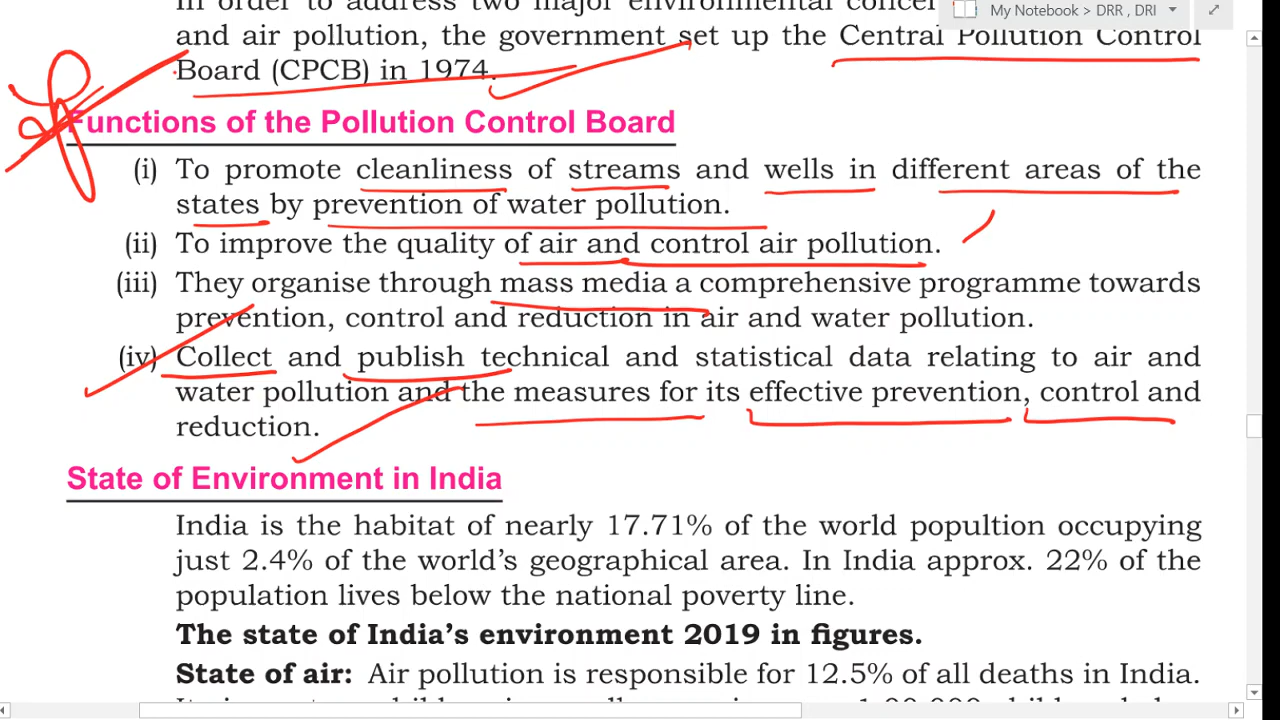 In order to address two major environmental
My Notebook > DRR , DRI
and air pollution, the government set up the Central Pollution Control
Board (CPCB) in 1974.
Functions of the Pollution Control Board
(i) To promote cleanliness of streams and wells in different areas of the
states by prevention of water pollution.
(ii) To improve the quality of air and control air pollution.
(iii) They organise through mass media a comprehensive programme towards
prevention, control and reduction in air and water pollution.
(iv) Collect and publish technical and statistical data relating to air and
water pollution and the measures for its effective prevention, control and
reduction.
State of Environment in India
India is the habitat of nearly 17.71% of the world popultion occupying
just 2.4% of the world's geographical area. In India approx. 22% of the
population lives below the national poverty line.
The state of India's environment 2019 in figures.
State of air: Air pollution is responsible for 12.5% of all deaths in India.